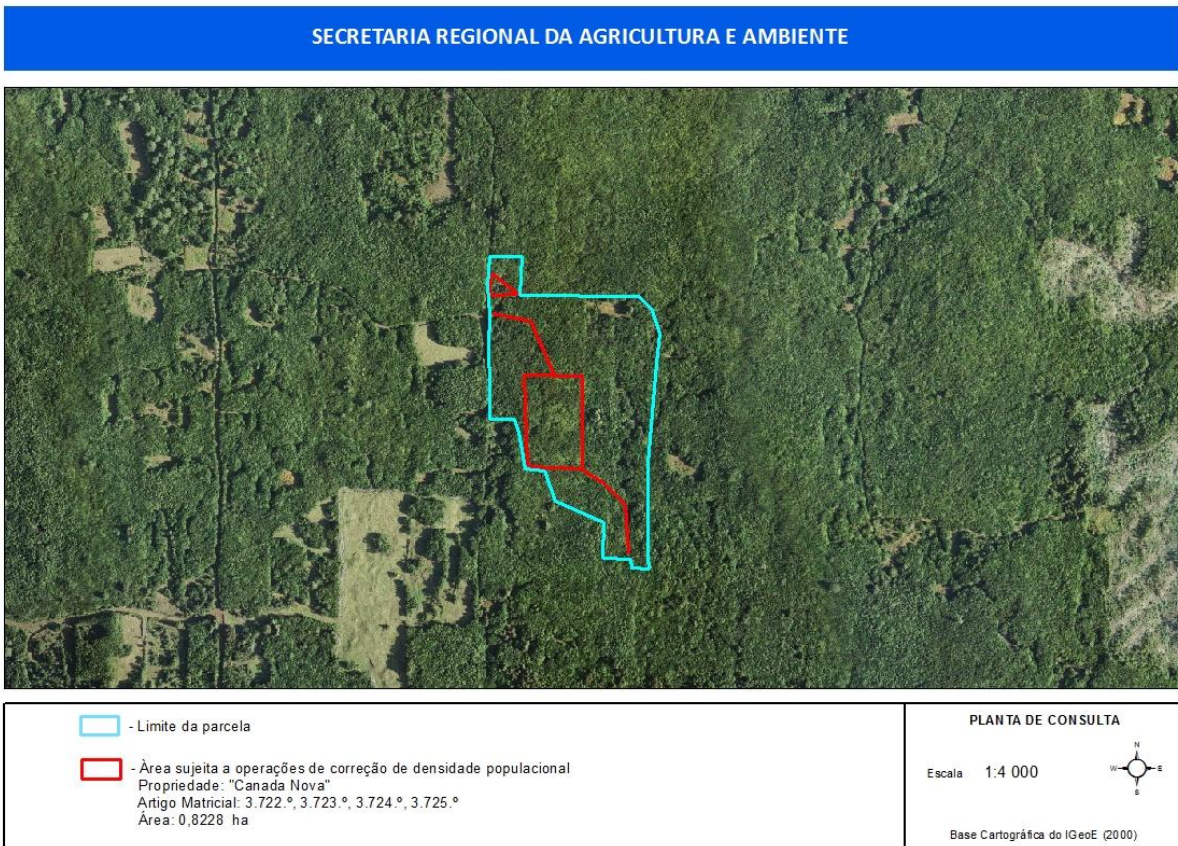 SECRETARIA REGIONAL DA AGRICULTURA E AMBIENTE
- Limite da parcela
- Área sujeita a operações de correção de densidade populacional
Propriedade: "Canada Nova"
Artigo Matricial: 3.722.º, 3.723.º, 3.724.º, 3.725.º
Área: 0,8228 ha
PLANTA DE CONSULTA
Escala 1:4 000
N
W E
S
Base Cartográfica do IGeoE (2000)